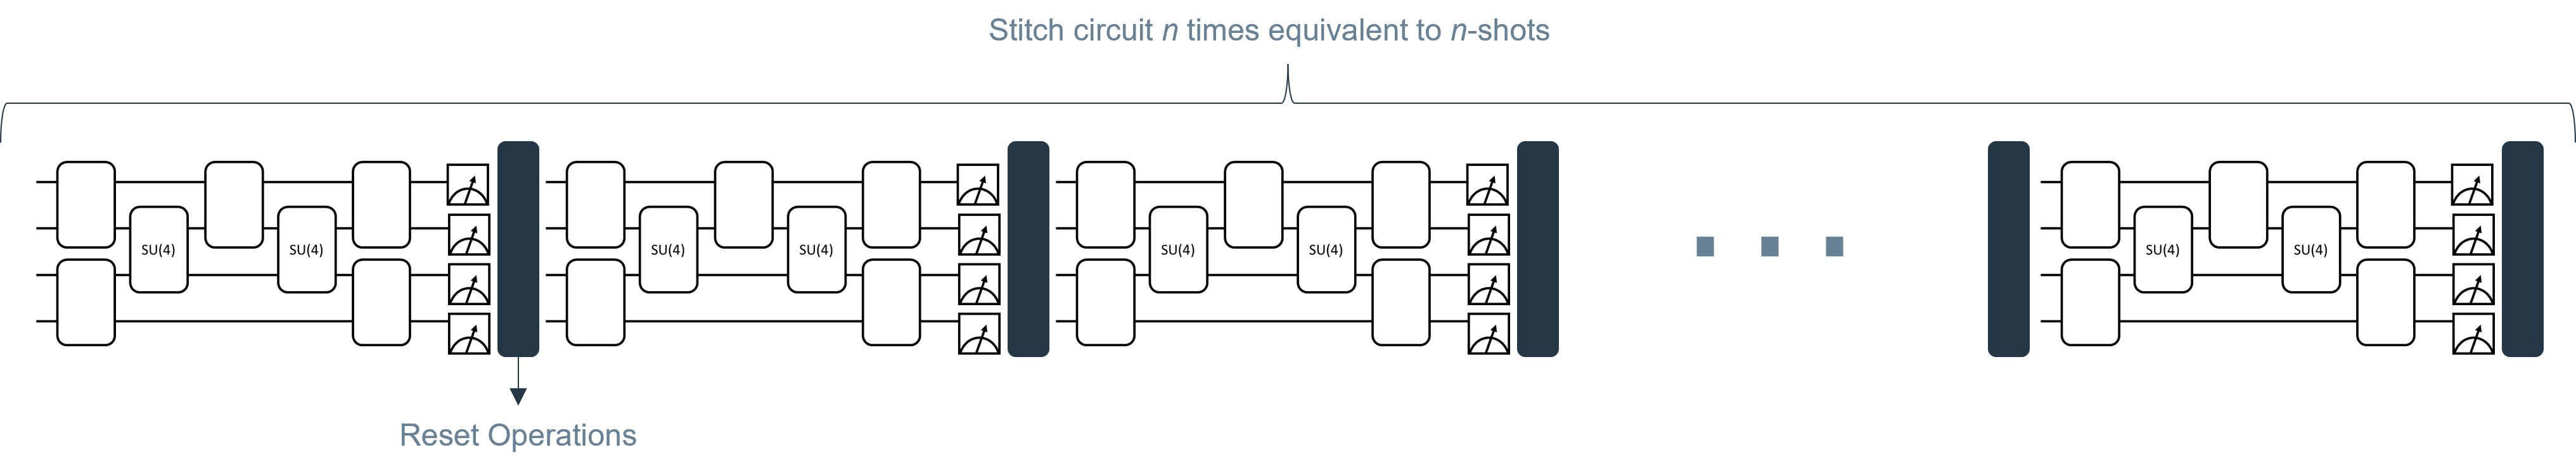 Stitch circuit n times equivalent to n-shots
SU(4) SU(4) SU(4) SU(4) SU(4) SU(4) SU(4) SU(4)
Reset Operations